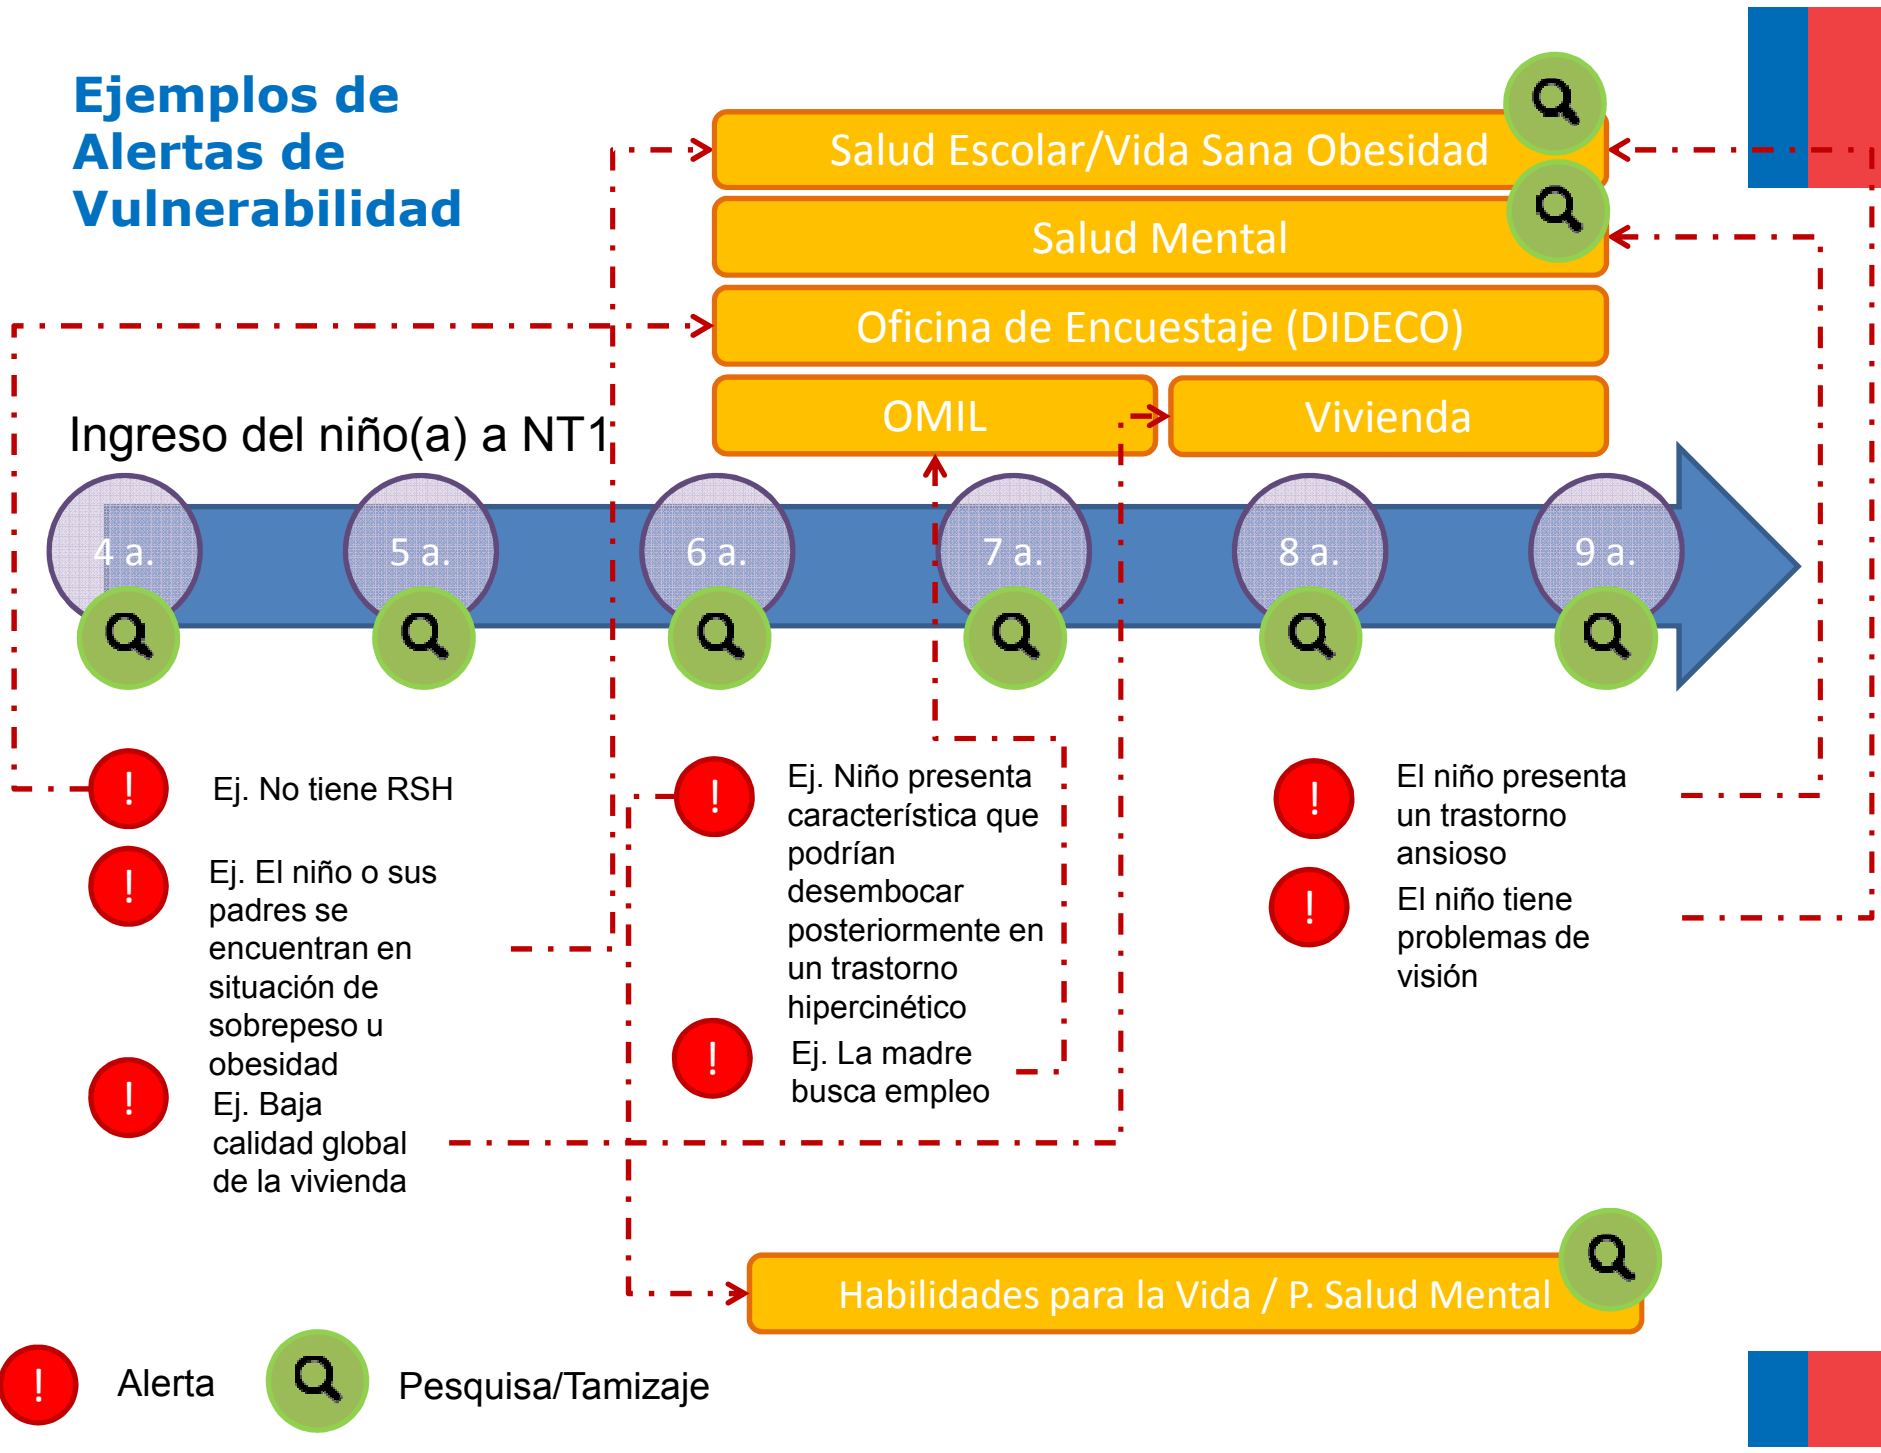 Ejemplos de
Alertas de
Vulnerabilidad
Salud Escolar/Vida Sana Obesidad
Salud Mental
Oficina de Encuestaje (DIDECO)
OMIL
Vivienda
Ingreso del niño(a) a NT1
4 a.
5 a.
6 a.
7 a.
8 a.
9 a.
! Ej. No tiene RSH
! Ej. El niño o sus
padres se
encuentran en
situación de
sobrepeso u
obesidad
! Ej. Baja
calidad global
de la vivienda
! Ej. Niño presenta
característica que
podrían
desembocar
posteriormente en
un trastorno
hipercinético
! Ej. La madre
busca empleo
! El niño presenta
un trastorno
ansioso
! El niño tiene
problemas de
visión
Habilidades para la Vida / P. Salud Mental
! Alerta
Pesquisa/Tamizaje